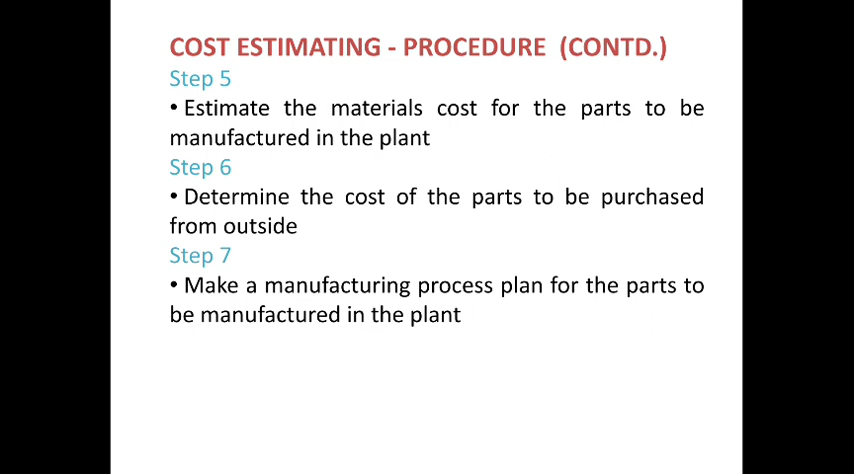 COST ESTIMATING - PROCEDURE (CONTD.)
Step 5
• Estimate the materials cost for the parts to be
manufactured in the plant
Step 6
• Determine the cost of the parts to be purchased
from outside
Step 7
• Make a manufacturing process plan for the parts to
be manufactured in the plant